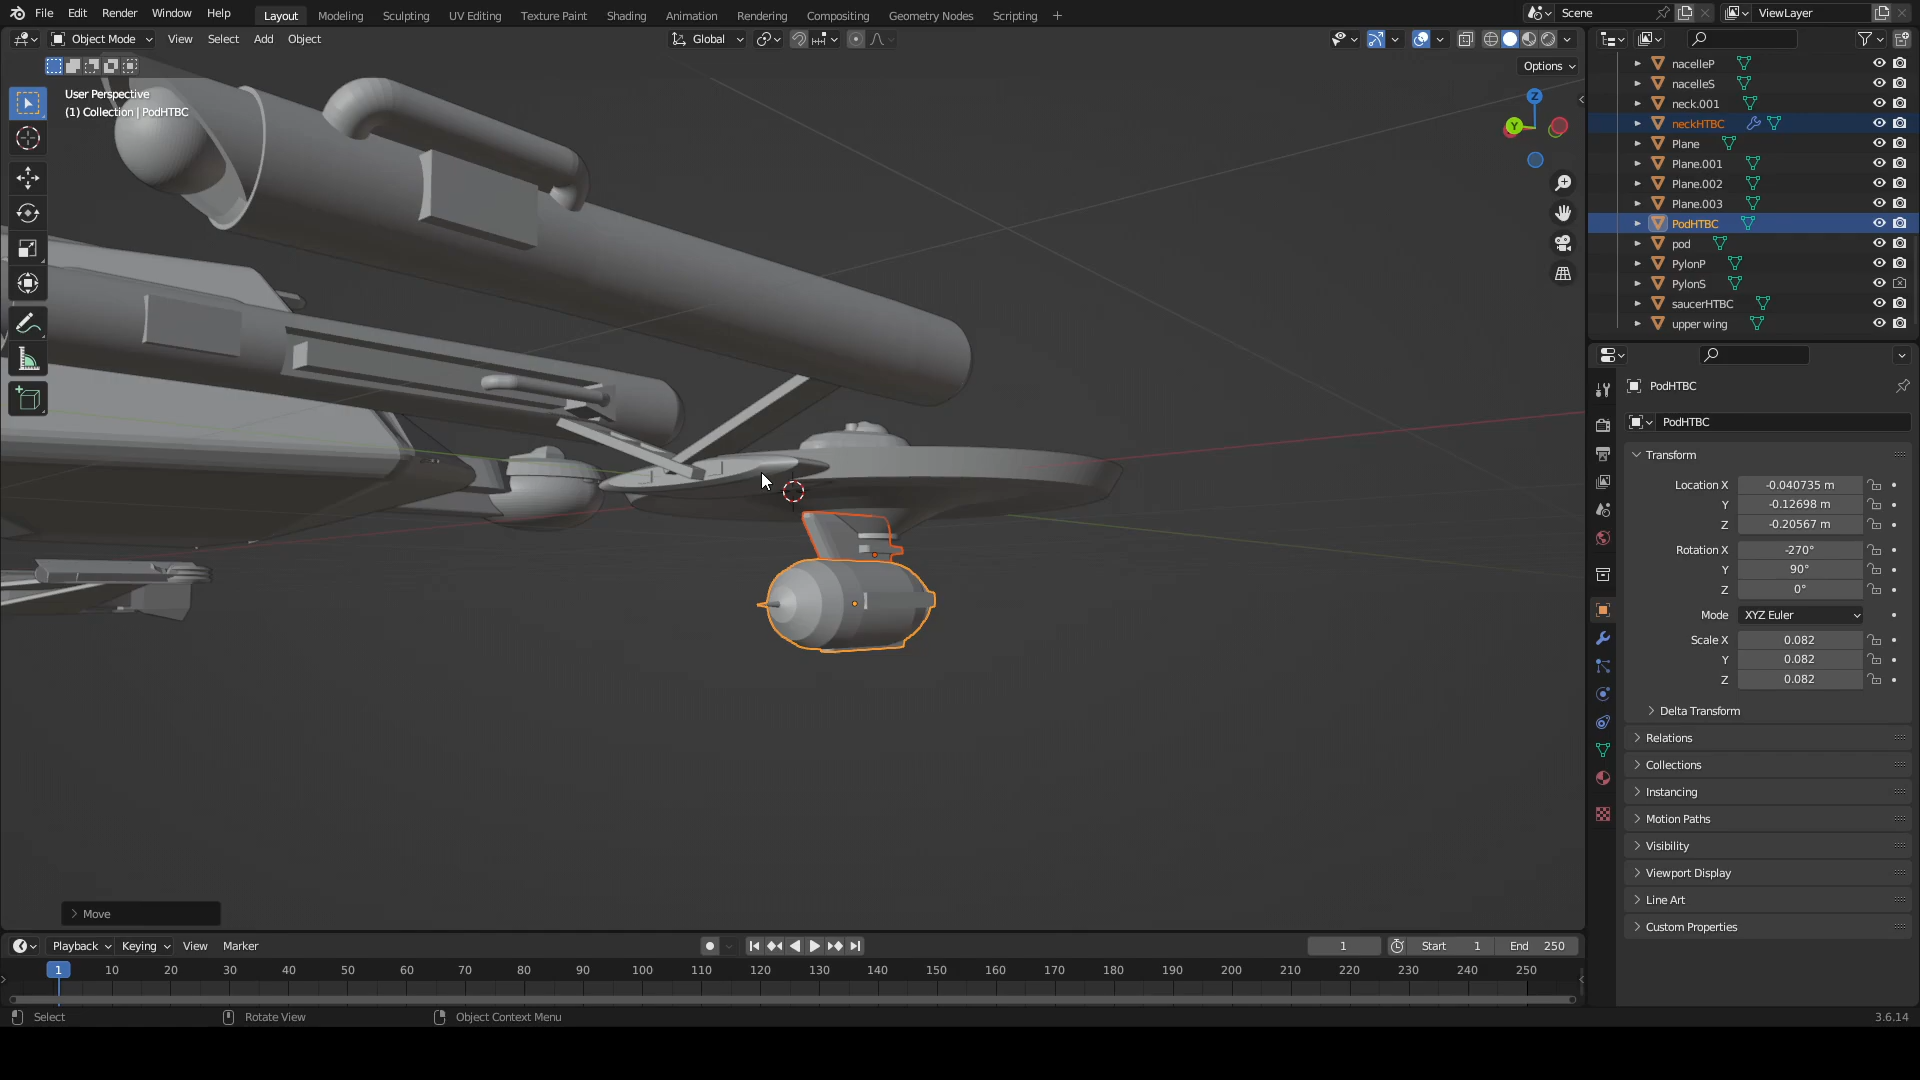 File Edit Render Window Help Layout Modeling Sculpting UV Editing Texture Paint Shading Animation Rendering Compositing Geometry Nodes Scripting + Scene ViewLayer
Object Mode View Select Add Object Global
Options
User Perspective
(1) Collection | PodHTBC
Z
Y
nacelleP
nacelleS
neck.001
neckHTBC
Plane
Plane.001
Plane.002
Plane.003
PodHTBC
pod
PylonP
PylonS
saucerHTBC
upper wing
PodHTBC
PodHTBC
Transform
Location X -0.040735 m
Y -0.12698 m
Z -0.20567 m
Rotation X -270°
Y 90°
Z 0°
Mode XYZ Euler
Scale X 0.082
Y 0.082
Z 0.082
Delta Transform
Relations
Collections
Instancing
Motion Paths
Visibility
Viewport Display
Line Art
Custom Properties
Move
Playback Keying View Marker 1 Start 1 End 250
1 10 20 30 40 50 60 70 80 90 100 110 120 130 140 150 160 170 180 190 200 210 220 230 240 250
Select Rotate View Object Context Menu 3.6.14